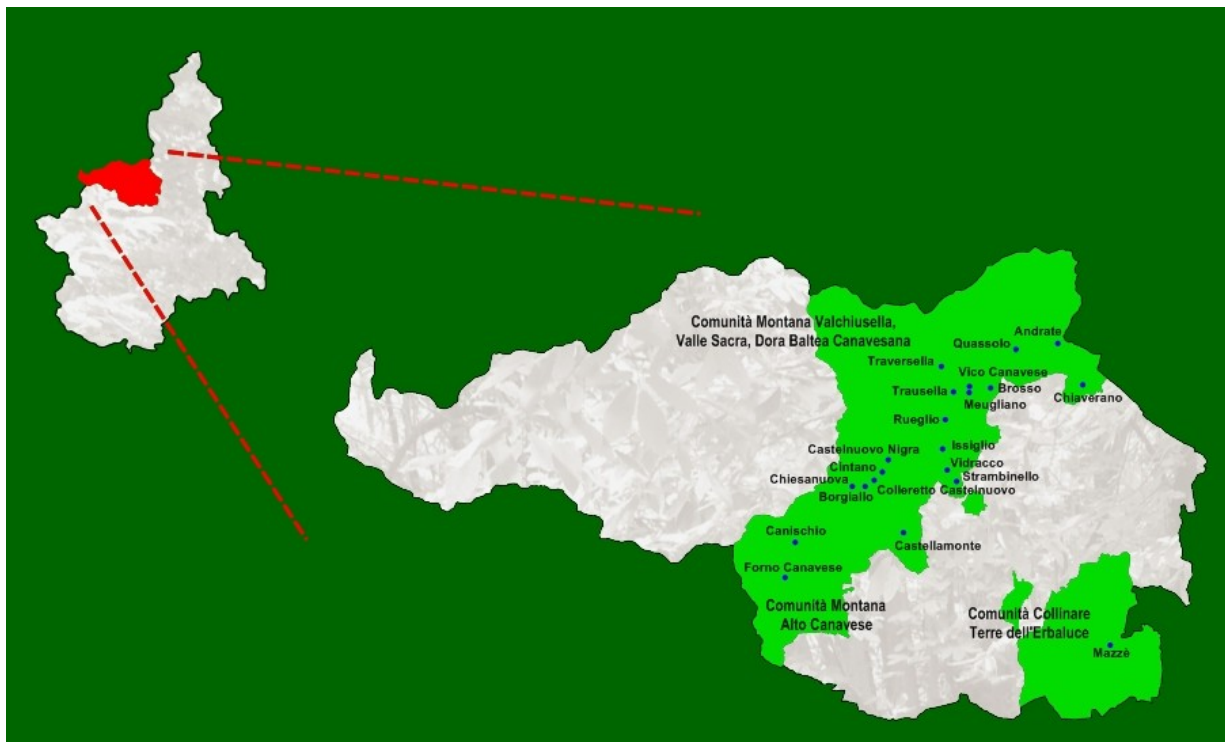 Comunità Montana Valchiusella,
Valle Sacra, Dora Baltea Canavesana
Andrate
Quassolo
Traversella
Vico Canavese
Trausella
Brosso
Chiaverano
Meugliano
Rueglio
Issiglio
Castelnuovo Nigra
Cintano
Vidracco
Chiesanuova
Strambinello
Borgiallo
Colleretto Castelnuovo
Canischio
Castellamonte
Forno Canavese
Comunità Montana
Alto Canavese
Comunità Collinare
Terre dell'Erbaluce
Mazzè